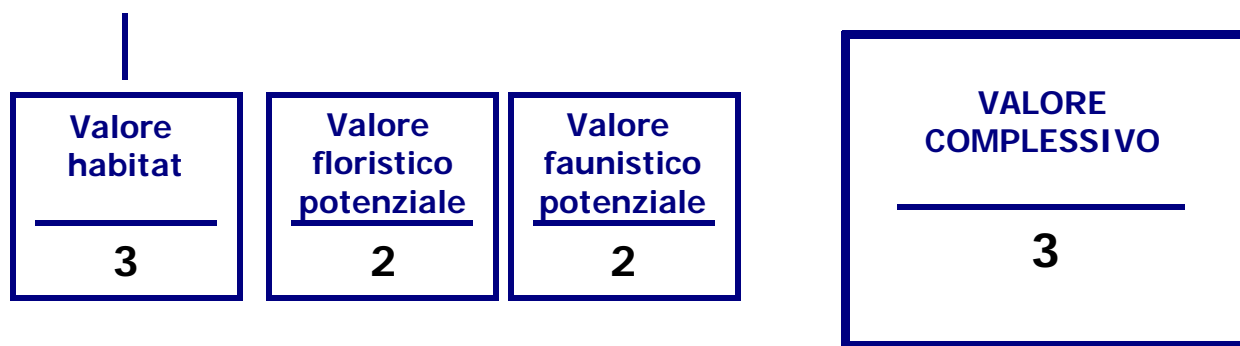 Valore
habitat
3
Valore
floristico
potenziale
2
Valore
faunistico
potenziale
2
VALORE
COMPLESSIVO
3